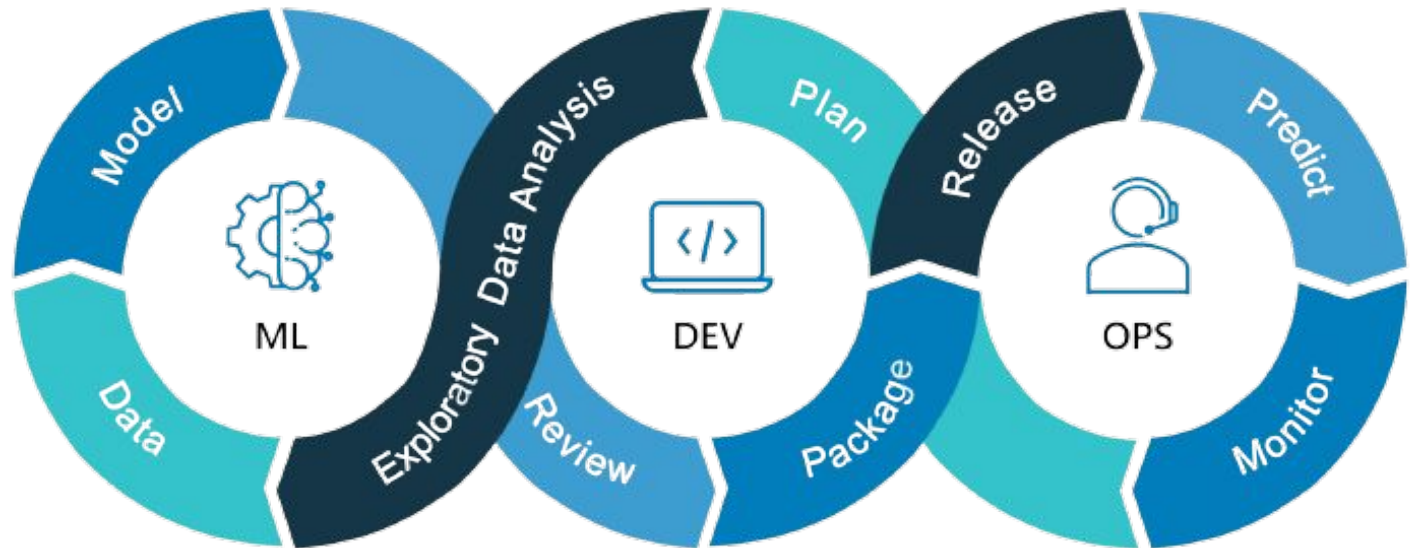 Model
Data
ML
Exploratory Data Analysis
Review
DEV
</>
Plan
Package
Release
OPS
Predict
Monitor